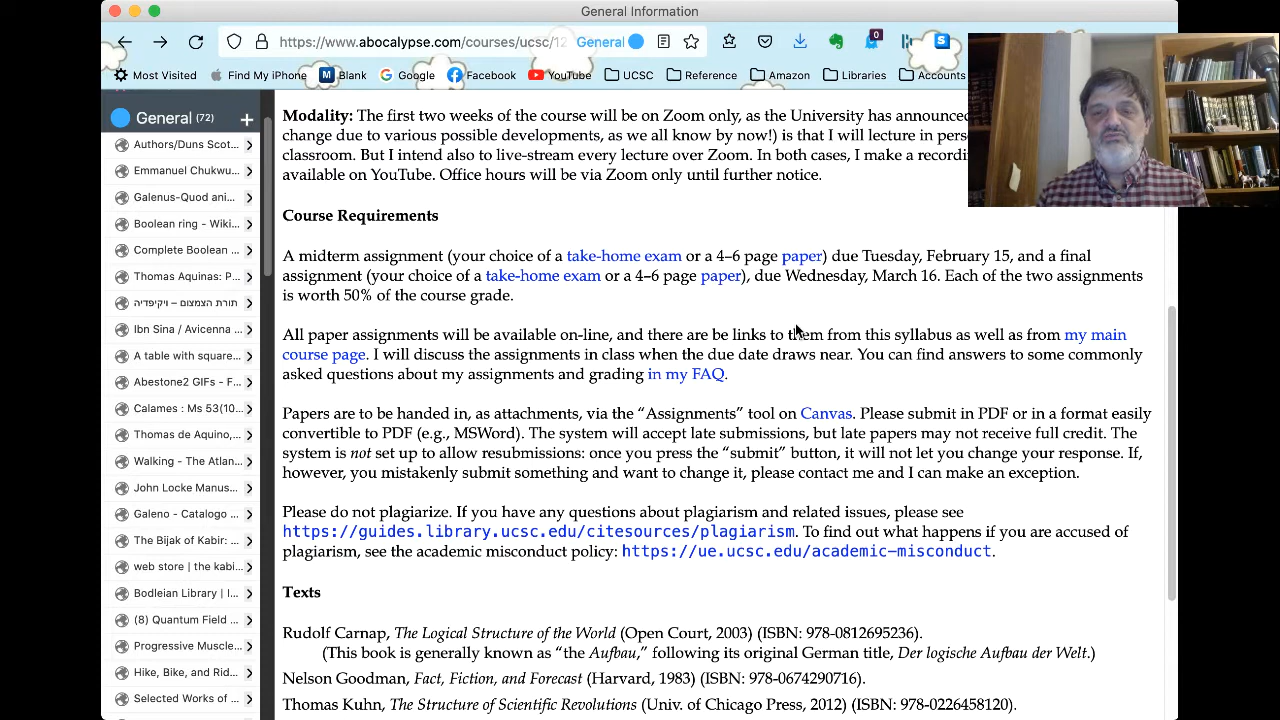 General Information
https://www.abocalypse.com/courses/ucsc/12 General 0
Most Visited Find My iPhone Blank Google Facebook YouTube UCSC Reference Amazon Libraries Accounts
General (72)
Authors/Duns Scot...
Emmanuel Chukwu...
Galenus-Quod ani...
Boolean ring - Wiki...
Complete Boolean ...
Thomas Aquinas: P...
תורת הצמצום – ויקיפדיה
Ibn Sina / Avicenna ...
A table with square...
Abestone2 GIFs - F...
Calames : Ms 53(10...
Thomas de Aquino,...
Walking - The Atlan...
John Locke Manus...
Galeno - Catalogo ...
The Bijak of Kabir: ...
web store | the kabi...
Bodleian Library | I...
(8) Quantum Field ...
Progressive Muscle...
Hike, Bike, and Rid...
Selected Works of ...
Modality: The first two weeks of the course will be on Zoom only, as the University has announced
change due to various possible developments, as we all know by now!) is that I will lecture in pers
classroom. But I intend also to live-stream every lecture over Zoom. In both cases, I make a recordi
available on YouTube. Office hours will be via Zoom only until further notice.
Course Requirements
A midterm assignment (your choice of a take-home exam or a 4–6 page paper) due Tuesday, February 15, and a final
assignment (your choice of a take-home exam or a 4–6 page paper), due Wednesday, March 16. Each of the two assignments
is worth 50% of the course grade.
All paper assignments will be available on-line, and there are be links to them from this syllabus as well as from my main
course page. I will discuss the assignments in class when the due date draws near. You can find answers to some commonly
asked questions about my assignments and grading in my FAQ.
Papers are to be handed in, as attachments, via the “Assignments” tool on Canvas. Please submit in PDF or in a format easily
convertible to PDF (e.g., MSWord). The system will accept late submissions, but late papers may not receive full credit. The
system is not set up to allow resubmissions: once you press the “submit” button, it will not let you change your response. If,
however, you mistakenly submit something and want to change it, please contact me and I can make an exception.
Please do not plagiarize. If you have any questions about plagiarism and related issues, please see
https://guides.library.ucsc.edu/citesources/plagiarism. To find out what happens if you are accused of
plagiarism, see the academic misconduct policy: https://ue.ucsc.edu/academic-misconduct.
Texts
Rudolf Carnap, The Logical Structure of the World (Open Court, 2003) (ISBN: 978-0812695236).
(This book is generally known as “the Aufbau,” following its original German title, Der logische Aufbau der Welt.)
Nelson Goodman, Fact, Fiction, and Forecast (Harvard, 1983) (ISBN: 978-0674290716).
Thomas Kuhn, The Structure of Scientific Revolutions (Univ. of Chicago Press, 2012) (ISBN: 978-0226458120).